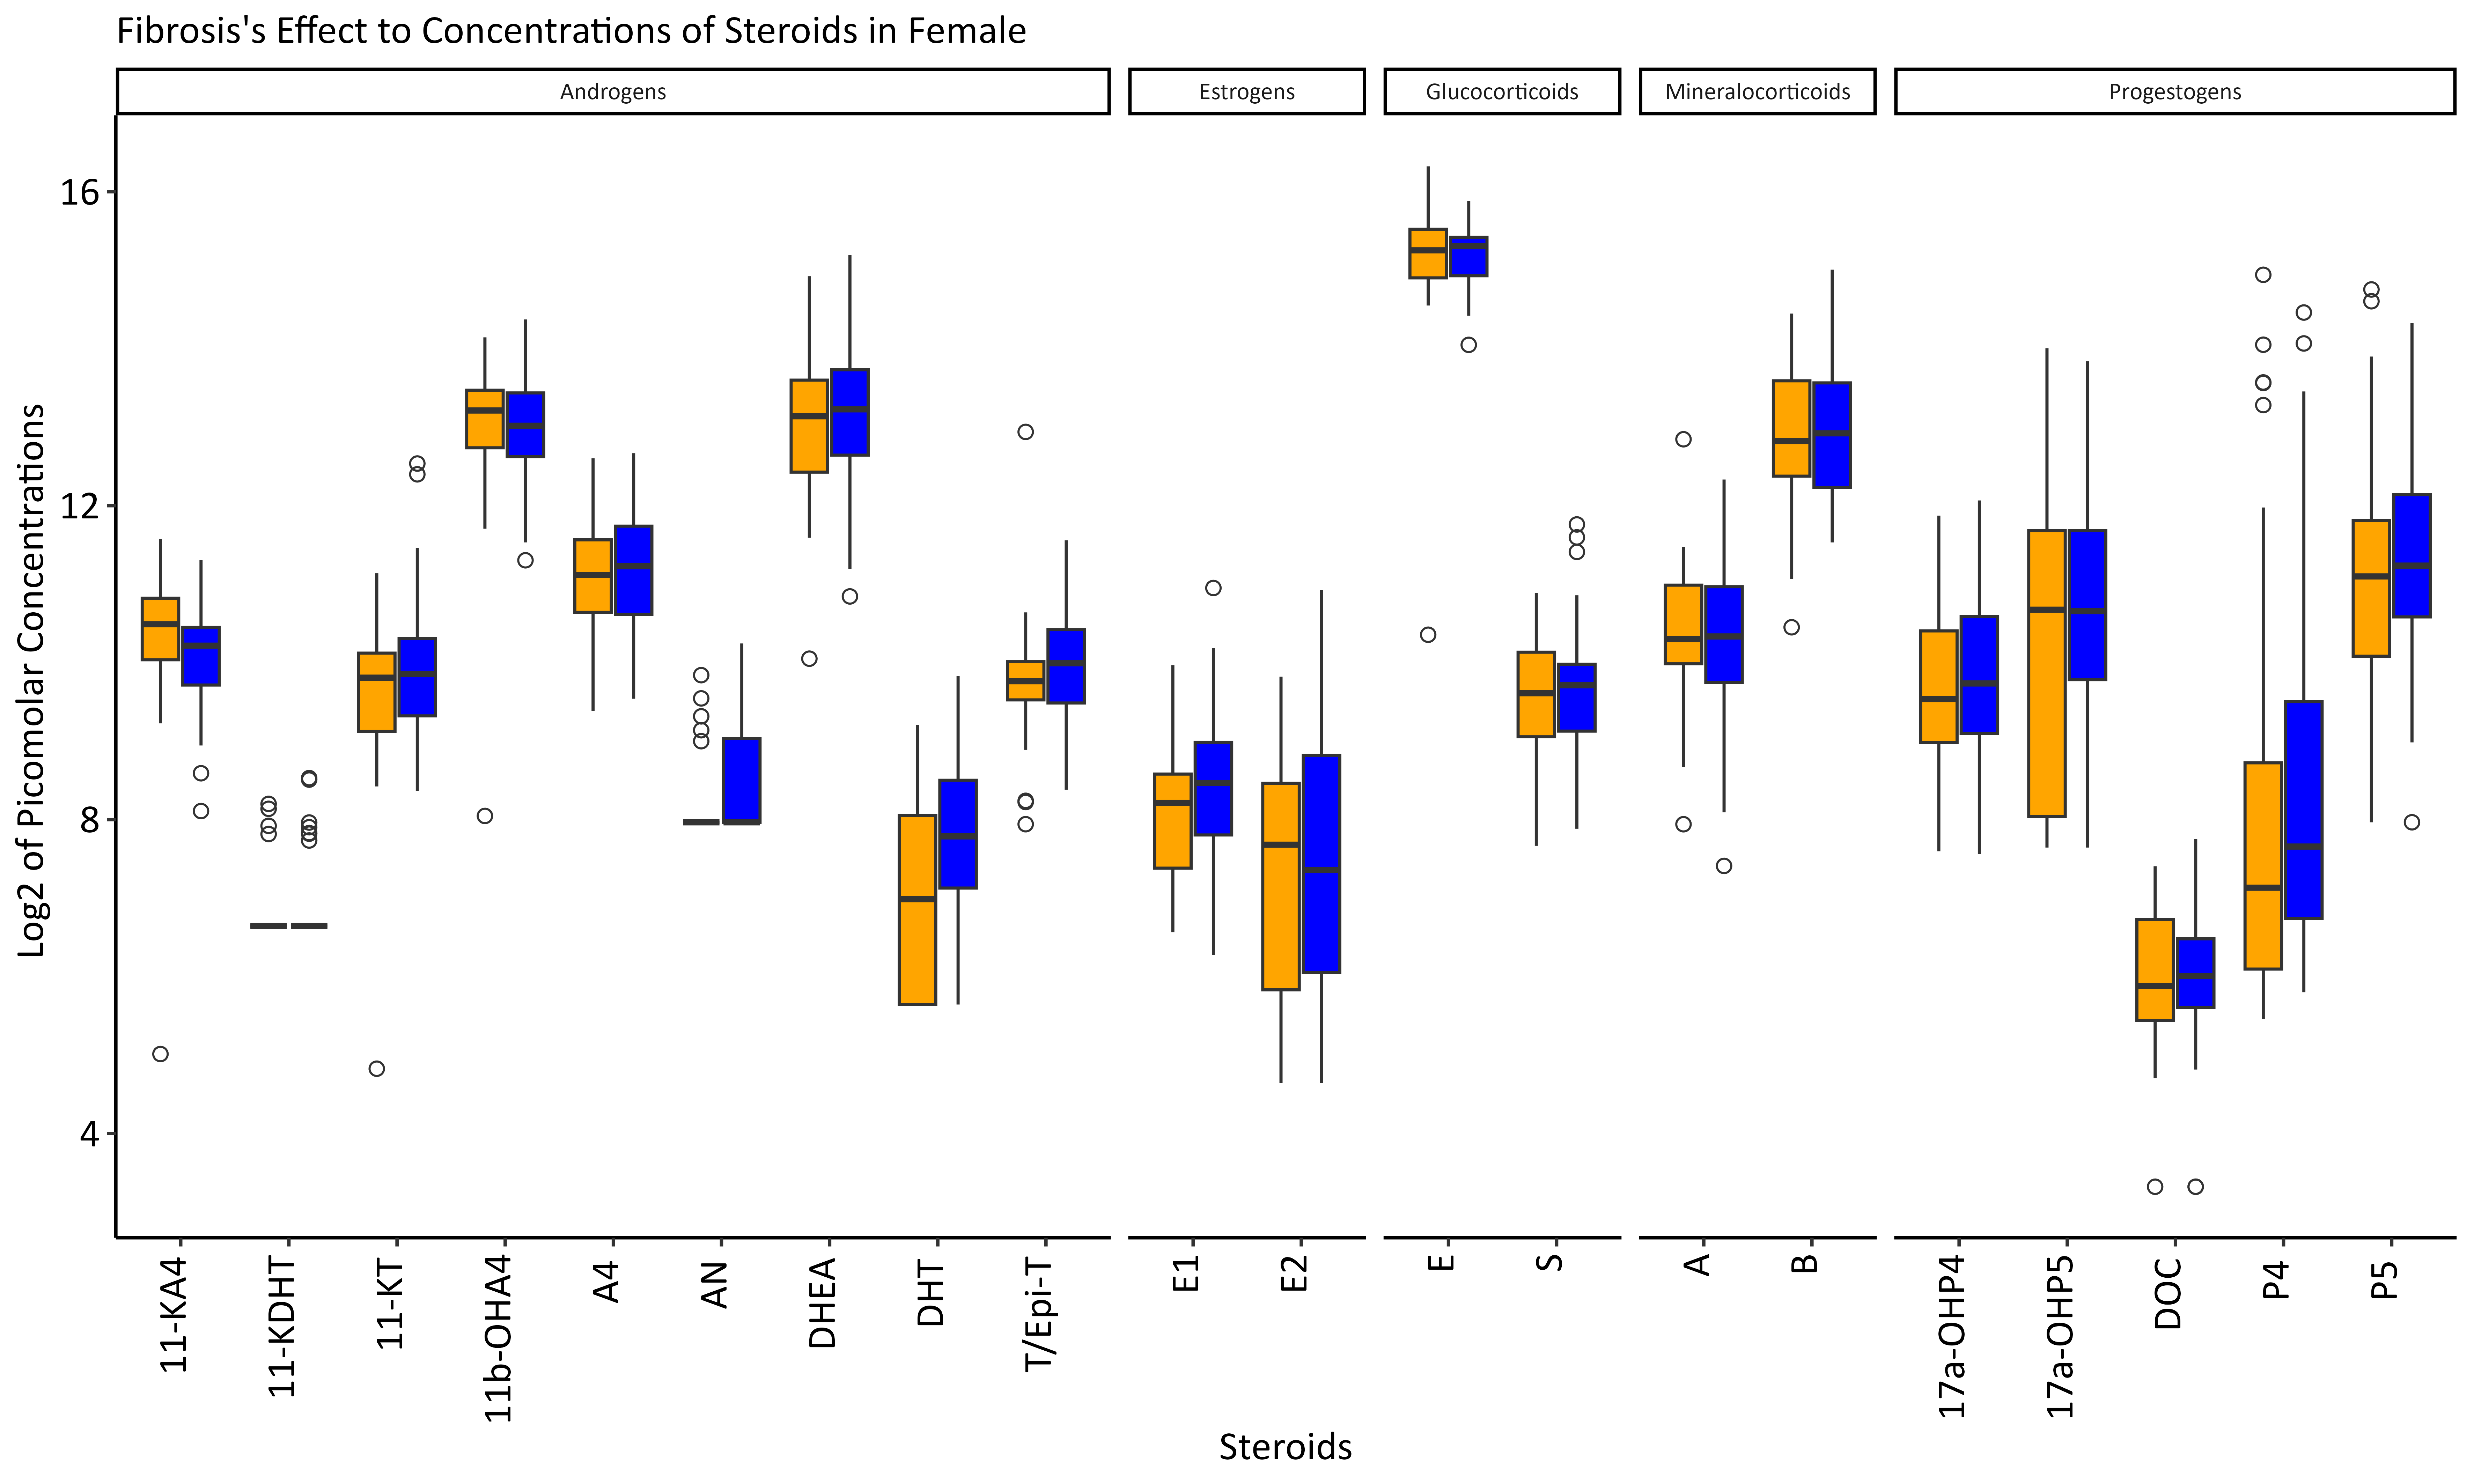 Fibrosis's Effect to Concentrations of Steroids in Female
Androgens
Estrogens
Glucocorticoids
Mineralocorticoids
Progestogens
Log2 of Picomolar Concentrations
16
12
8
4
11-KA4
11-KDHT
11-KT
11b-OHA4
A4
AN
DHEA
DHT
T/Epi-T
E1
E2
E
S
A
B
17a-OHP4
17a-OHP5
DOC
P4
P5
Steroids